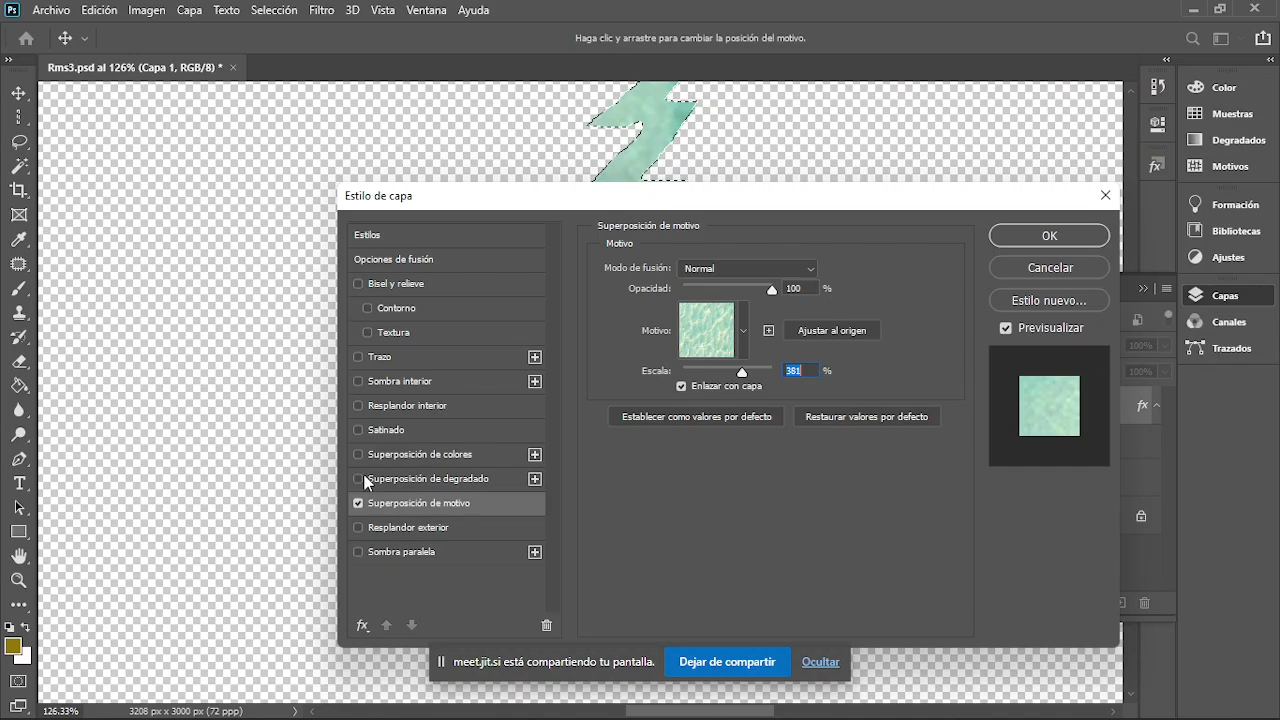 Ps Archivo Edición Imagen Capa Texto Selección Filtro 3D Vista Ventana Ayuda
Haga clic y arrastre para cambiar la posición del motivo.
Rms3.psd al 126% (Capa 1, RGB/8) *
Color
Muestras
Degradados
Motivos
Formación
Bibliotecas
Ajustes
Capas
Canales
Trazados
100%
100%
fx
Estilo de capa
Estilos
Opciones de fusión
Bisel y relieve
Contorno
Textura
Trazo
Sombra interior
Resplandor interior
Satinado
Superposición de colores
Superposición de degradado
Superposición de motivo
Resplandor exterior
Sombra paralela
fx
Superposición de motivo
Motivo
Modo de fusión: Normal
Opacidad: 100 %
Motivo: Ajustar al origen
Escala: 381 %
Enlazar con capa
Establecer como valores por defecto Restaurar valores por defecto
OK
Cancelar
Estilo nuevo...
Previsualizar
meet.jit.si está compartiendo tu pantalla. Dejar de compartir Ocultar
126.33% 3208 px x 3000 px (72 ppp)